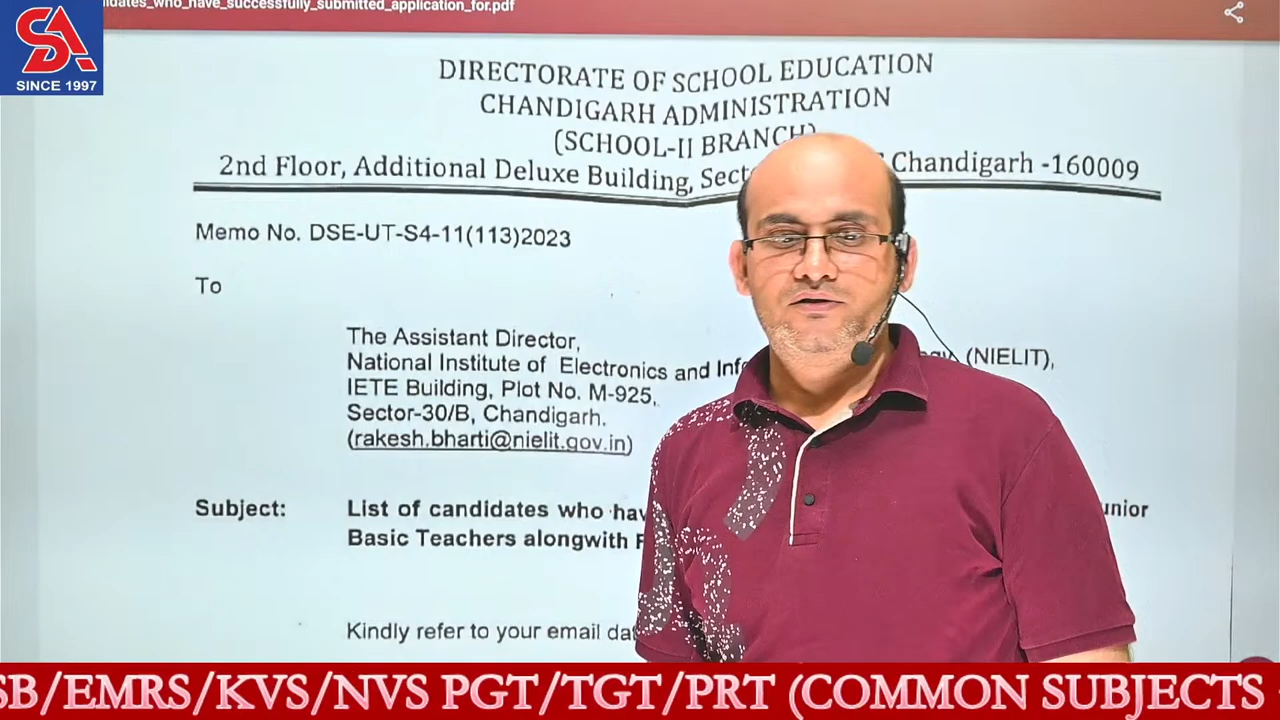 didates_who_have_successfully_submitted_application_for.pdf
SA
SINCE 1997
DIRECTORATE OF SCHOOL EDUCATION
CHANDIGARH ADMINISTRATION
(SCHOOL-II BRANCH)
2nd Floor, Additional Deluxe Building, Sect Chandigarh -160009
Memo No. DSE-UT-S4-11(113)2023
To
The Assistant Director,
National Institute of Electronics and Inf (NIELIT),
IETE Building, Plot No. M-925,
Sector-30/B, Chandigarh.
(rakesh.bharti@nielit.gov.in)
Subject: List of candidates who hav unior
Basic Teachers alongwith
Kindly refer to your email dat
SB/EMRS/KVS/NVS PGT/TGT/PRT (COMMON SUBJECTS